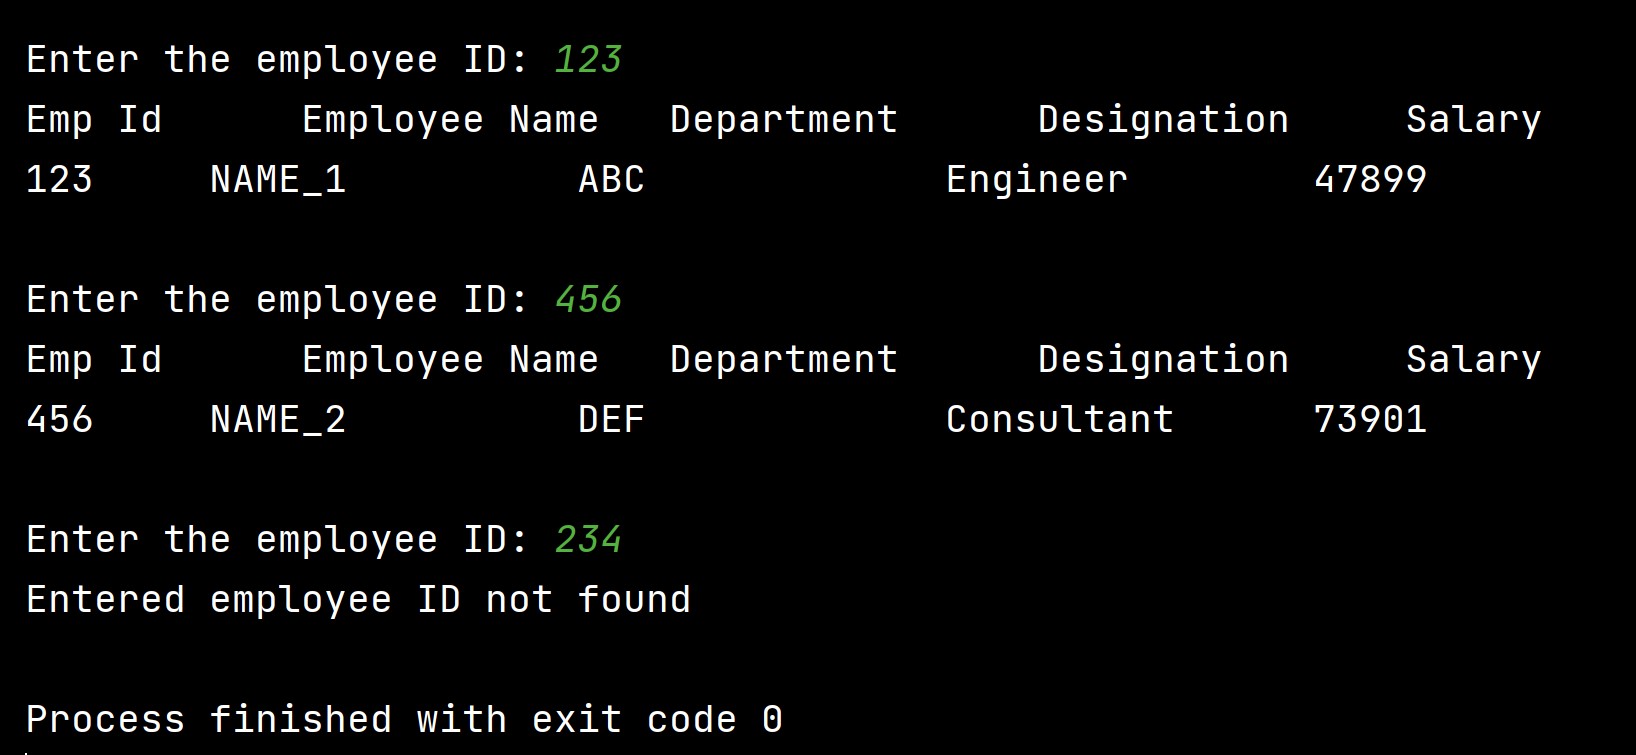 Enter the employee ID: 123
Emp Id      Employee Name   Department      Designation     Salary
123     NAME_1          ABC             Engineer        47899
Enter the employee ID: 456
Emp Id      Employee Name   Department      Designation     Salary
456     NAME_2          DEF             Consultant      73901
Enter the employee ID: 234
Entered employee ID not found
Process finished with exit code 0